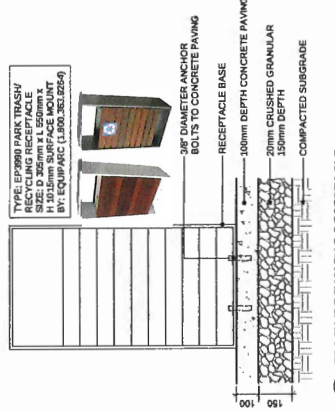 TYPE: EP3990 PARK TRASH/
RECYCLING RECEPTACLE
SIZE: D 305mm x L 550mm x
H 1015mm SURFACE MOUNT
BY: EQUIPARC (1.800.363.9264)
3/8" DIAMETER ANCHOR
BOLTS TO CONCRETE PAVING
RECEPTACLE BASE
100mm DEPTH CONCRETE PAVING
20mm CRUSHED GRANULAR
150mm DEPTH
COMPACTED SUBGRADE
100
150